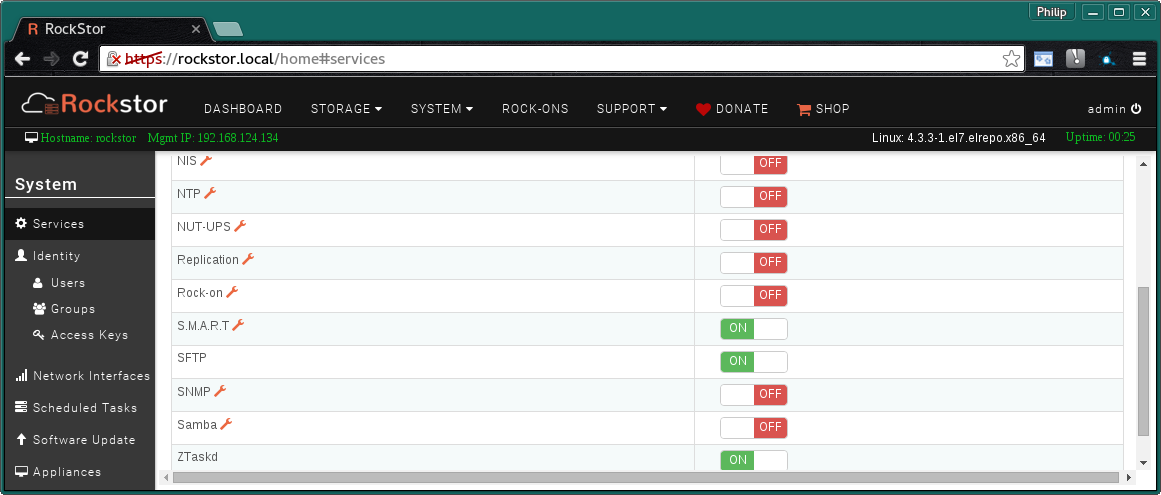 Philip
R RockStor
https://rockstor.local/home#services
Rockstor DASHBOARD STORAGE SYSTEM ROCK-ONS SUPPORT DONATE SHOP admin
Hostname: rockstor Mgmt IP: 192.168.124.134 Linux: 4.3.3-1.el7.elrepo.x86_64 Uptime: 00:25
System
Services
Identity
Users
Groups
Access Keys
Network Interfaces
Scheduled Tasks
Software Update
Appliances
NIS OFF
NTP OFF
NUT-UPS OFF
Replication OFF
Rock-on OFF
S.M.A.R.T ON
SFTP ON
SNMP OFF
Samba OFF
ZTaskd ON